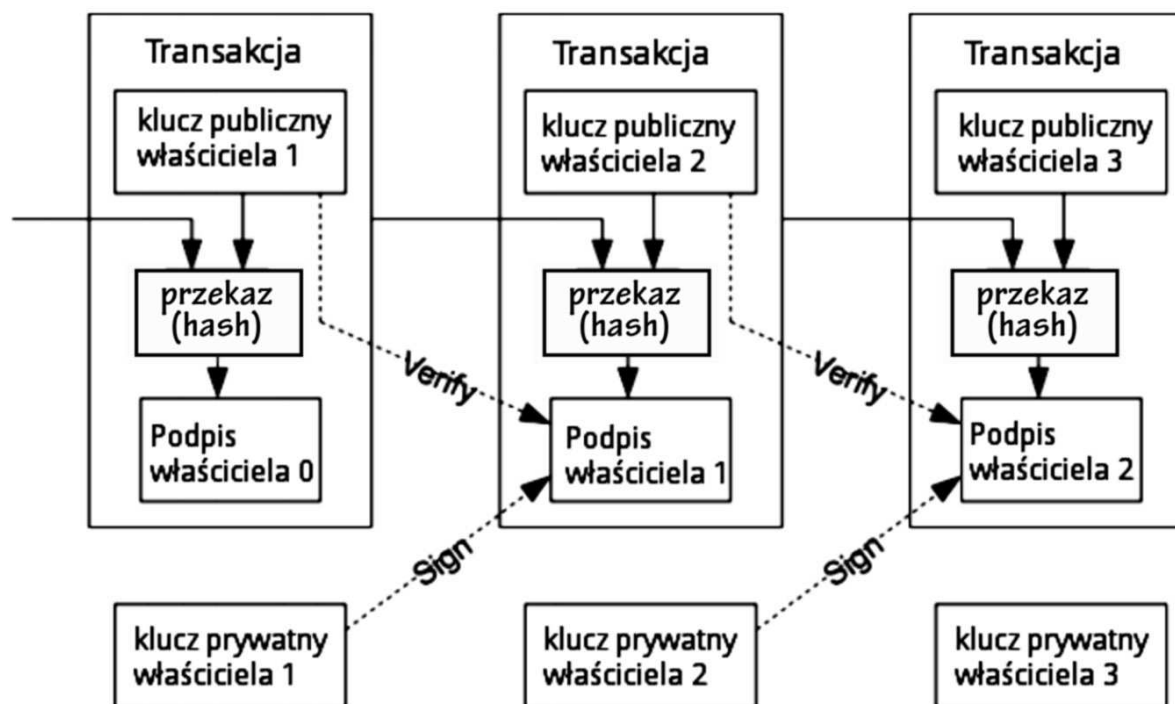 Transakcja
klucz publiczny
właściciela 1
przekaz
(hash)
Podpis
właściciela 0
Transakcja
klucz publiczny
właściciela 2
przekaz
(hash)
Verify
Podpis
właściciela 1
Transakcja
klucz publiczny
właściciela 3
przekaz
(hash)
Verify
Podpis
właściciela 2
Sign
Sign
klucz prywatny
właściciela 1
klucz prywatny
właściciela 2
klucz prywatny
właściciela 3